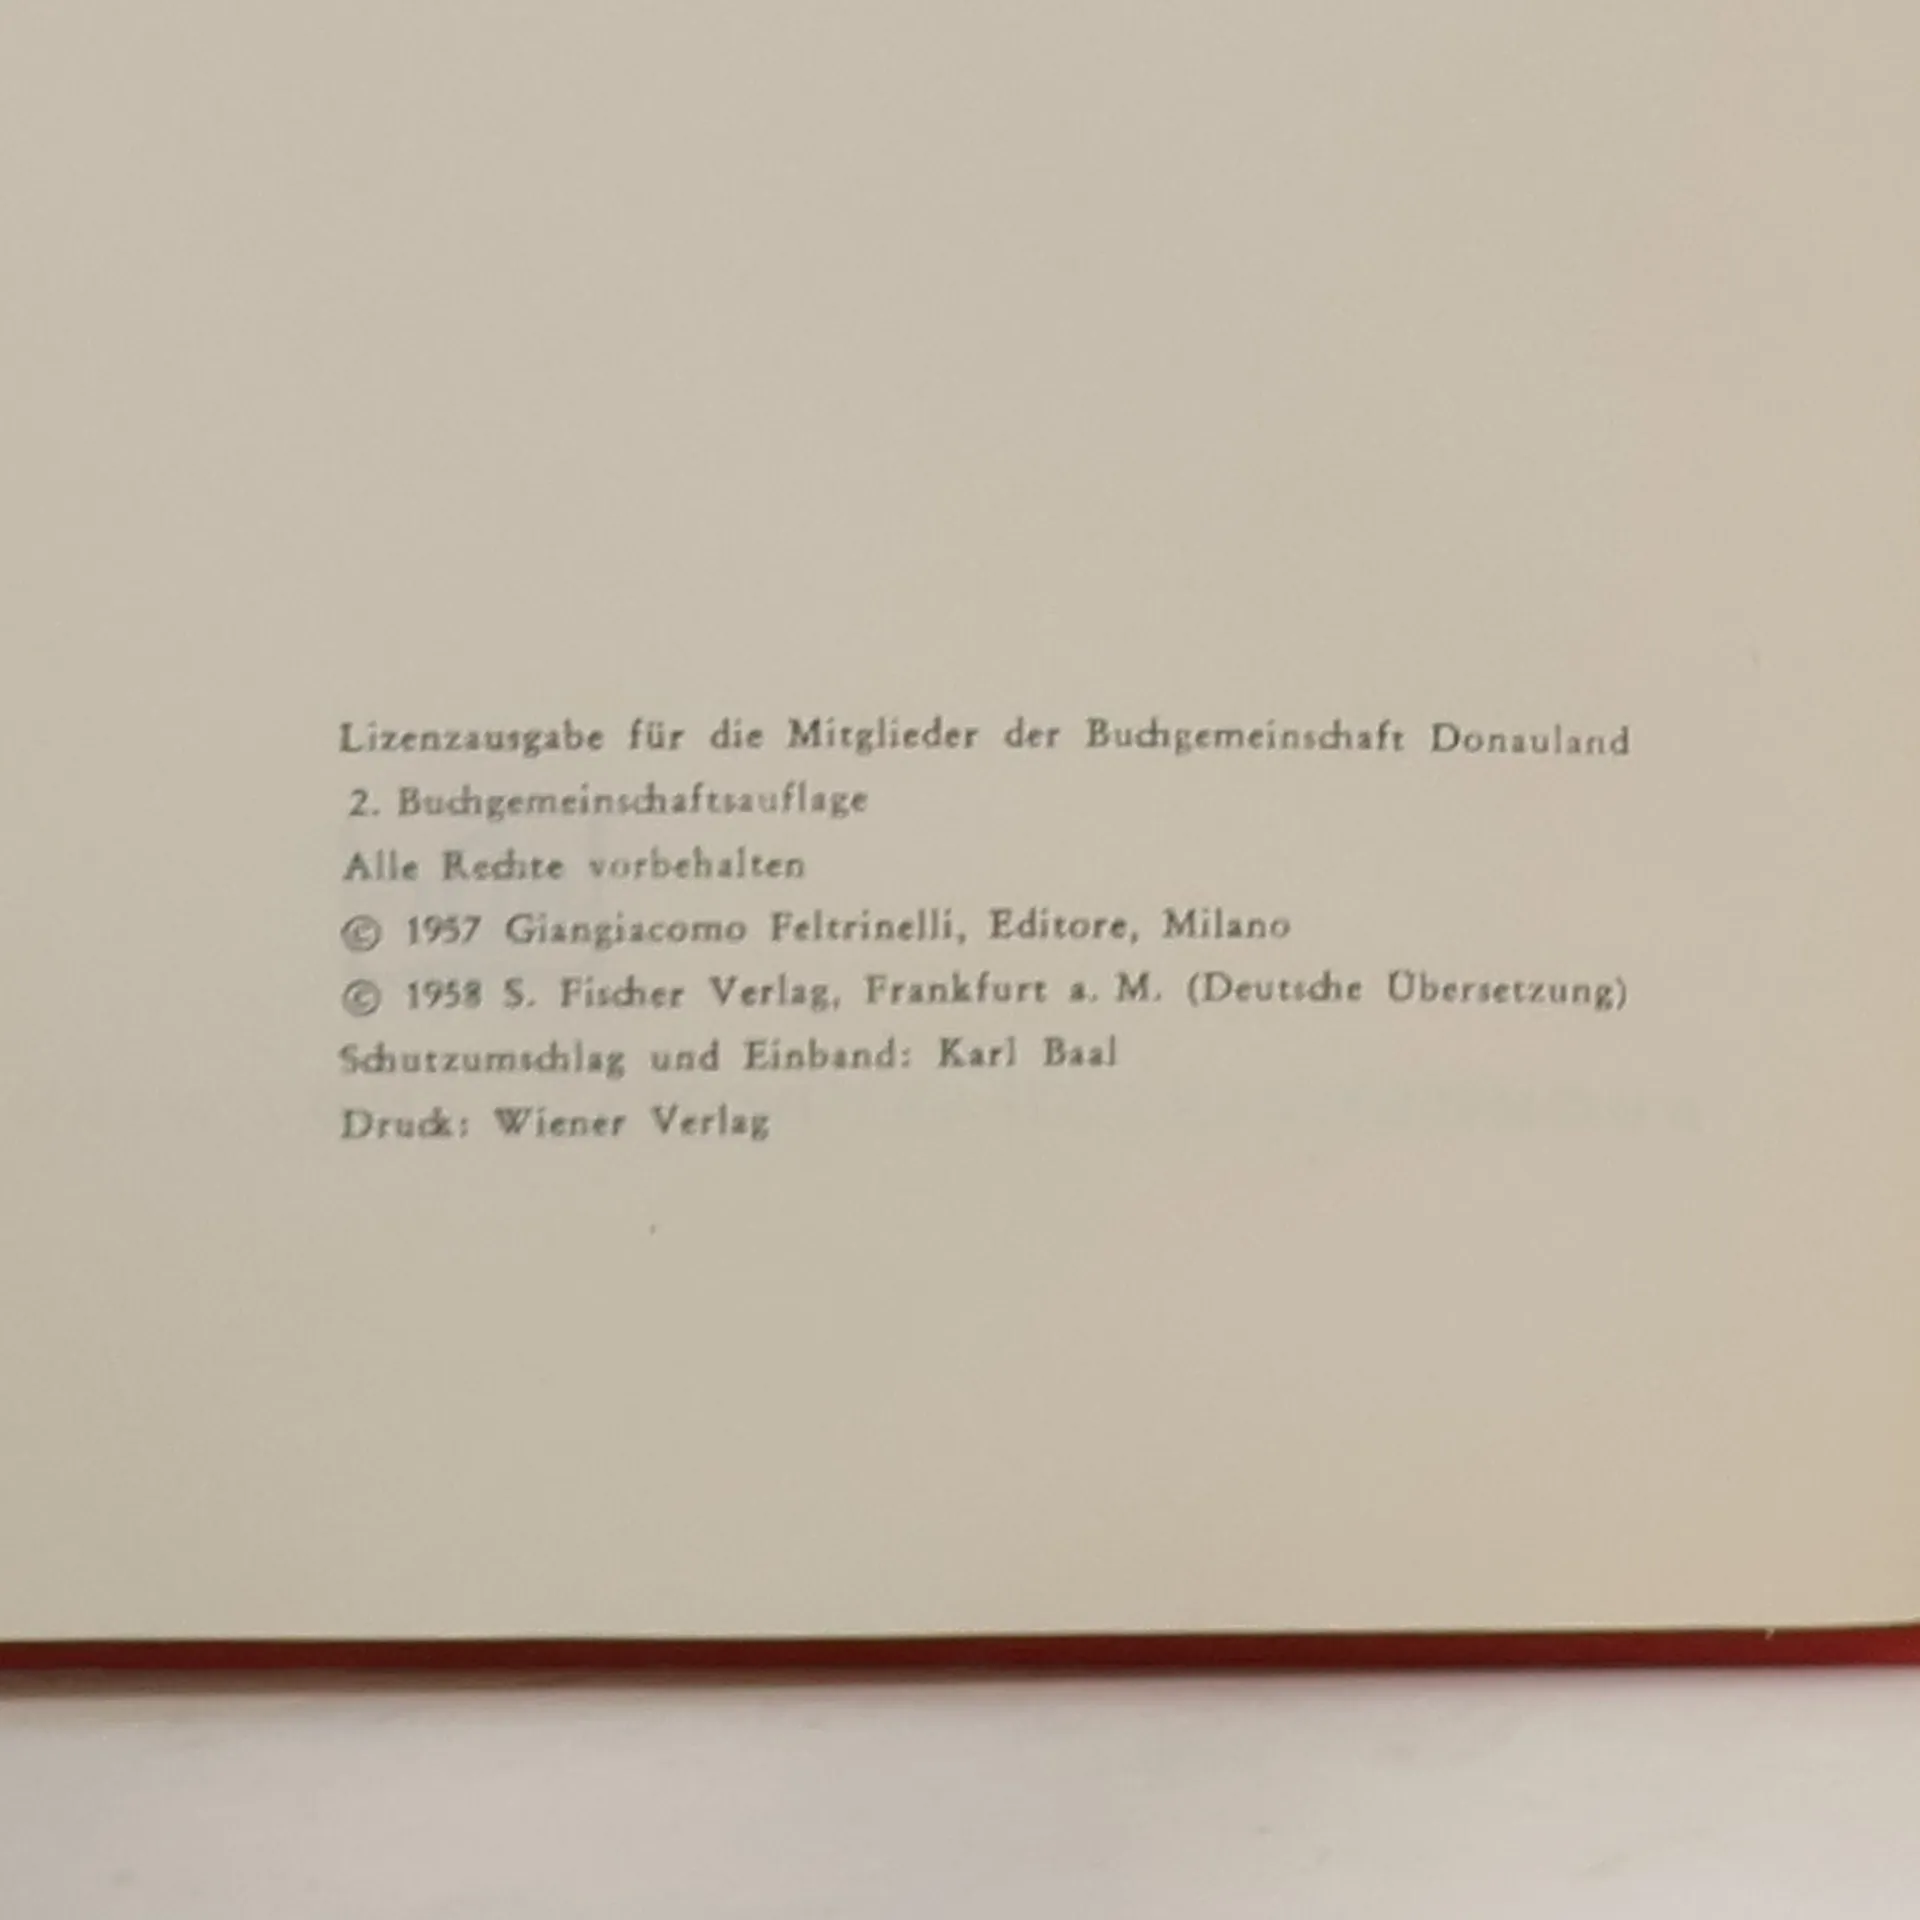 Lizenzausgabe für die Mitglieder der Buchgemeinschaft Donauland
2. Buchgemeinschaftsauflage
Alle Rechte vorbehalten
© 1957 Giangiacomo Feltrinelli, Editore, Milano
© 1958 S. Fischer Verlag, Frankfurt a. M. (Deutsche Übersetzung)
Schutzumschlag und Einband: Karl Baal
Druck: Wiener Verlag